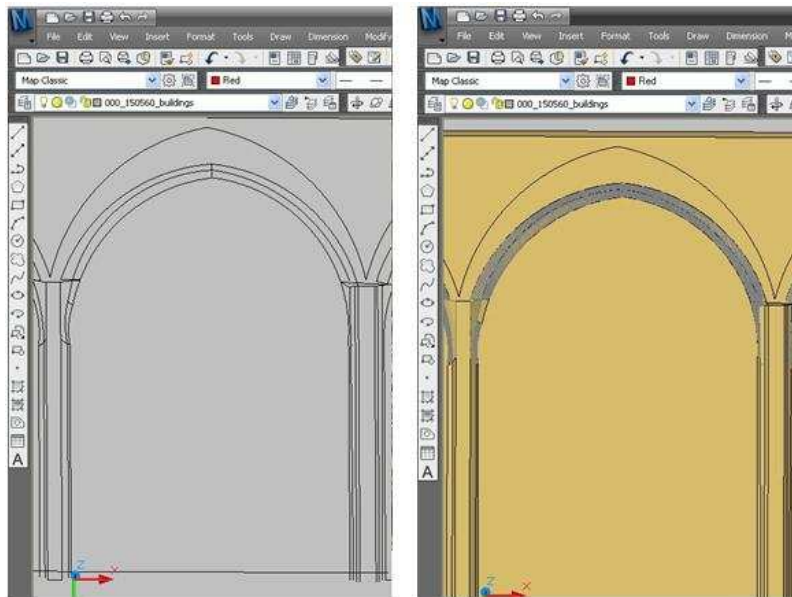 File Edit View Insert Format Tools Draw Dimension Modify
Map Classic
Red
000_150560_buildings
A
Z
X
File Edit View Insert Format Tools Draw Dimension M
Map Classic
Red
000_150560_buildings
A
Z
X